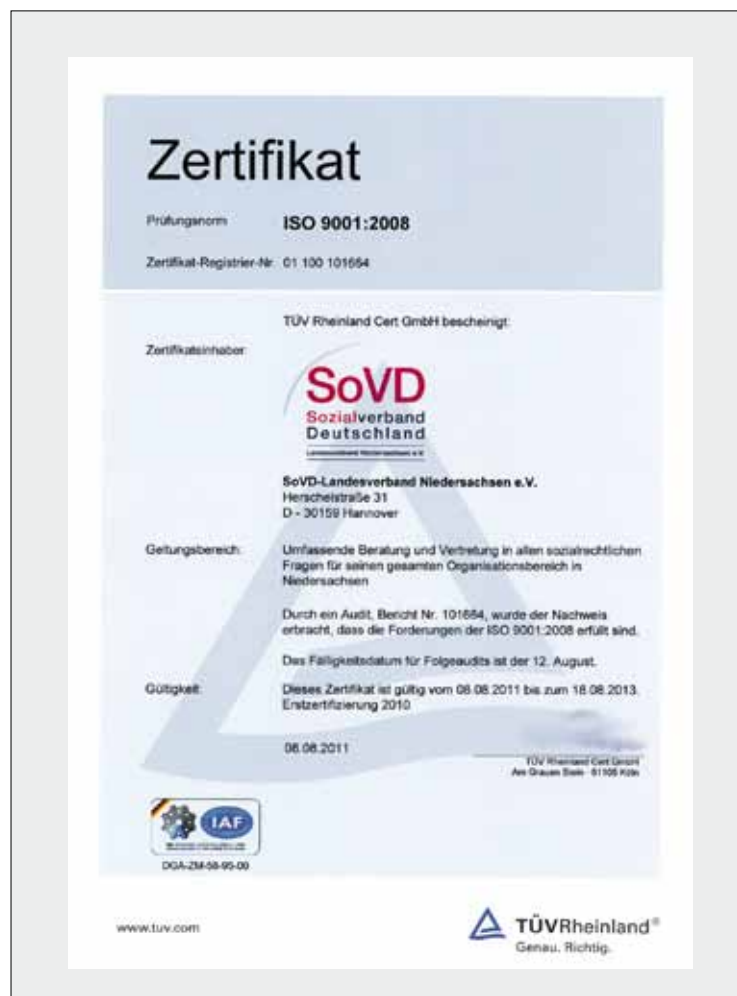 Zertifikat
Prüfungsnorm ISO 9001:2008
Zertifikat-Registrier-Nr. 01 100 101664
TÜV Rheinland Cert GmbH bescheinigt:
Zertifikatsinhaber:
SoVD
Sozialverband
Deutschland
Landesverband Niedersachsen e.V.
SoVD-Landesverband Niedersachsen e.V.
Herschelstraße 31
D - 30159 Hannover
Geltungsbereich: Umfassende Beratung und Vertretung in allen sozialrechtlichen
Fragen für seinen gesamten Organisationsbereich in
Niedersachsen
Durch ein Audit, Bericht Nr. 101664, wurde der Nachweis
erbracht, dass die Forderungen der ISO 9001:2008 erfüllt sind.
Das Fälligkeitsdatum für Folgeaudits ist der 12. August.
Gültigkeit: Dieses Zertifikat ist gültig vom 08.08.2011 bis zum 18.08.2013.
Erstzertifizierung 2010
08.08.2011
TÜV Rheinland Cert GmbH
Am Grauen Stein · 51105 Köln
IAF
DGA-ZM-58-95-00
www.tuv.com
TÜVRheinland®
Genau. Richtig.